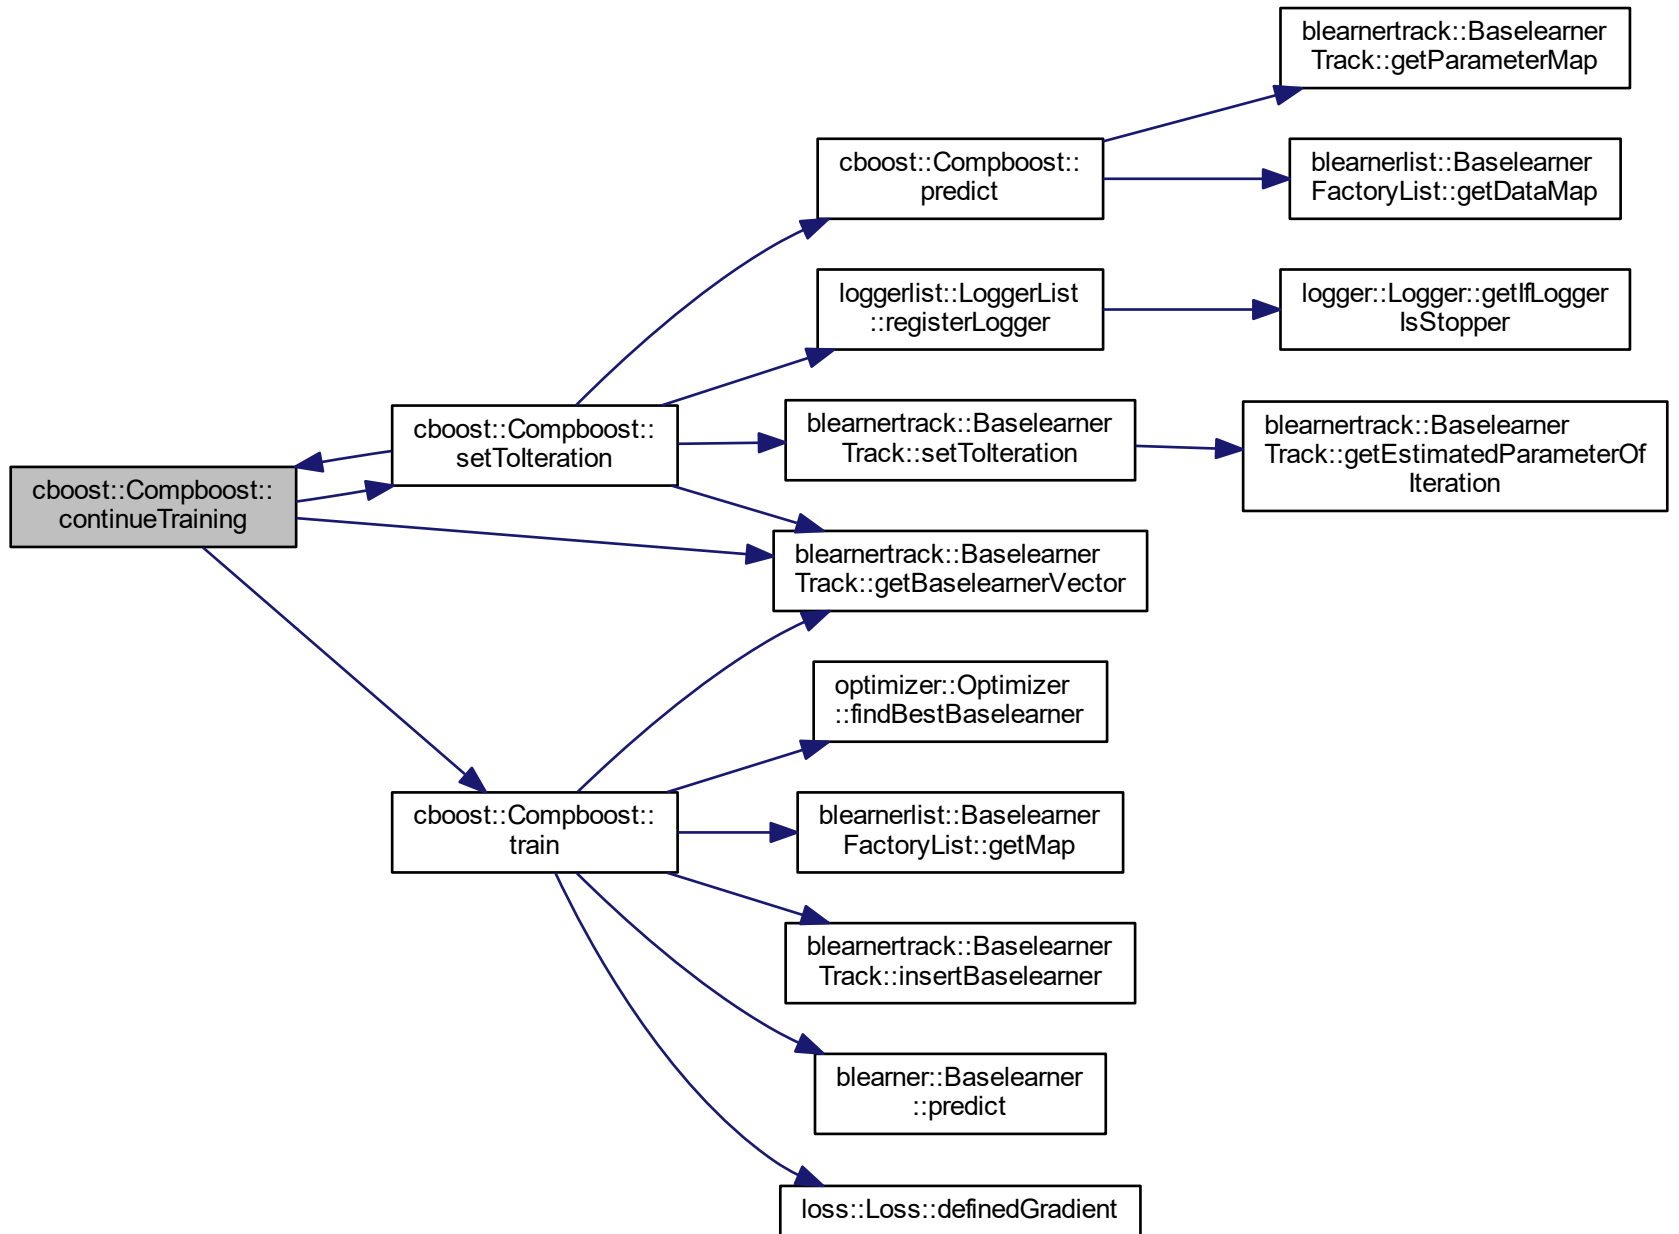 blearnertrack::Baselearner
Track::getParameterMap
cboost::Compboost::
predict
blearnerlist::Baselearner
FactoryList::getDataMap
loggerlist::LoggerList
::registerLogger
logger::Logger::getIfLogger
IsStopper
cboost::Compboost::
setToIteration
blearnertrack::Baselearner
Track::setToIteration
blearnertrack::Baselearner
Track::getEstimatedParameterOf
Iteration
cboost::Compboost::
continueTraining
blearnertrack::Baselearner
Track::getBaselearnerVector
optimizer::Optimizer
::findBestBaselearner
cboost::Compboost::
train
blearnerlist::Baselearner
FactoryList::getMap
blearnertrack::Baselearner
Track::insertBaselearner
blearner::Baselearner
::predict
loss::Loss::definedGradient